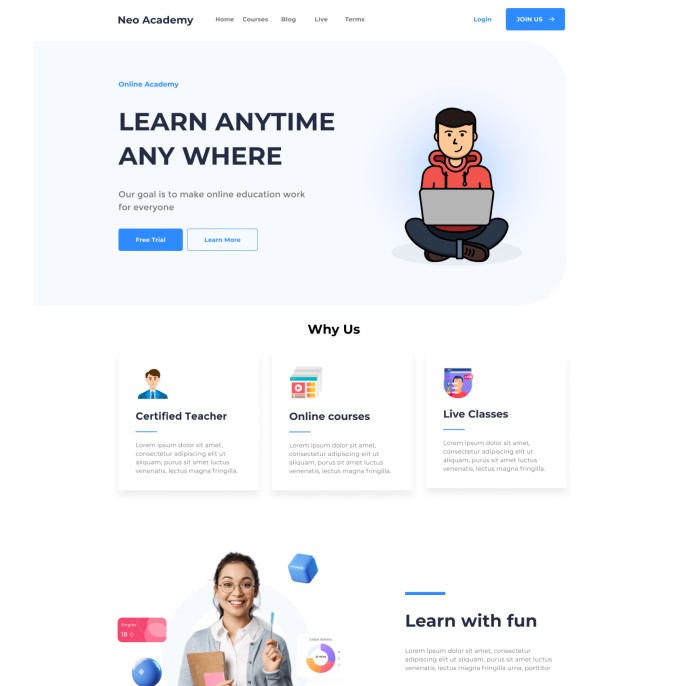 Neo Academy
Home Courses Blog Live Terms
Login
JOIN US
Online Academy
LEARN ANYTIME
ANY WHERE
Our goal is to make online education work
for everyone
Free Trial
Learn More
Why Us
Certified Teacher
Lorem ipsum dolor sit amet,
consectetur adipiscing elit ut
aliquam, purus sit amet luctus
venenatis, lectus magna fringilla.
Online courses
Lorem ipsum dolor sit amet,
consectetur adipiscing elit ut
aliquam, purus sit amet luctus
venenatis, lectus magna fringilla.
Live Classes
Lorem ipsum dolor sit amet,
consectetur adipiscing elit ut
aliquam, purus sit amet luctus
venenatis, lectus magna fringilla.
18
Learn with fun
Lorem ipsum dolor sit amet, consectetur
adipiscing elit ut aliquam, purus sit amet luctus
venenatis, lectus magna fringilla urna, porttitor